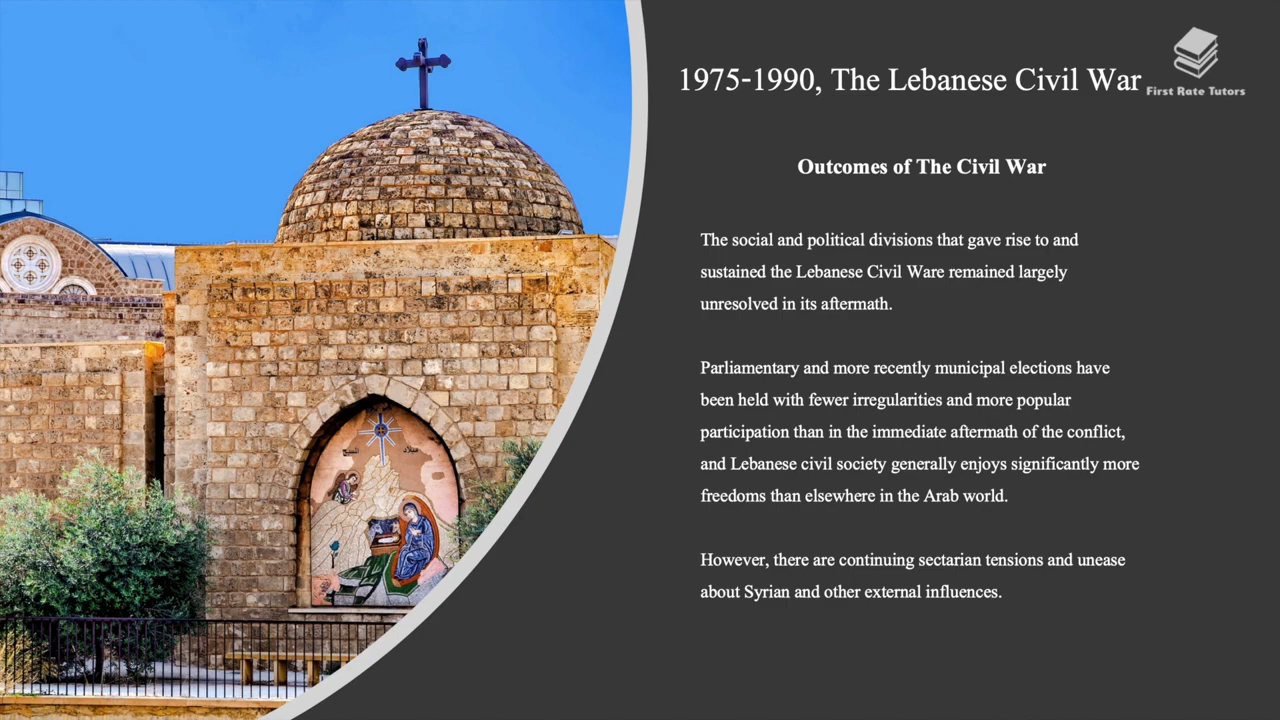 1975-1990, The Lebanese Civil War
First Rate Tutors
Outcomes of The Civil War
The social and political divisions that gave rise to and
sustained the Lebanese Civil Ware remained largely
unresolved in its aftermath.
Parliamentary and more recently municipal elections have
been held with fewer irregularities and more popular
participation than in the immediate aftermath of the conflict,
and Lebanese civil society generally enjoys significantly more
freedoms than elsewhere in the Arab world.
However, there are continuing sectarian tensions and unease
about Syrian and other external influences.
ميلاد المسيح